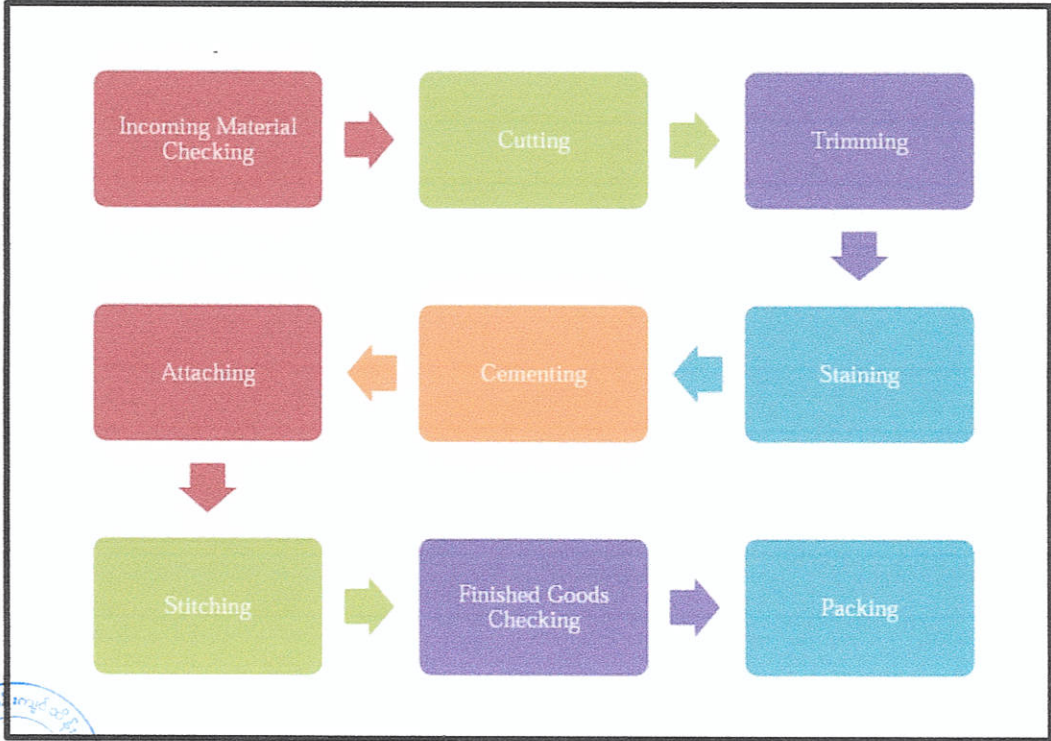 Incoming Material
Checking
Cutting
Trimming
Staining
Cementing
Attaching
Stitching
Finished Goods
Checking
Packing